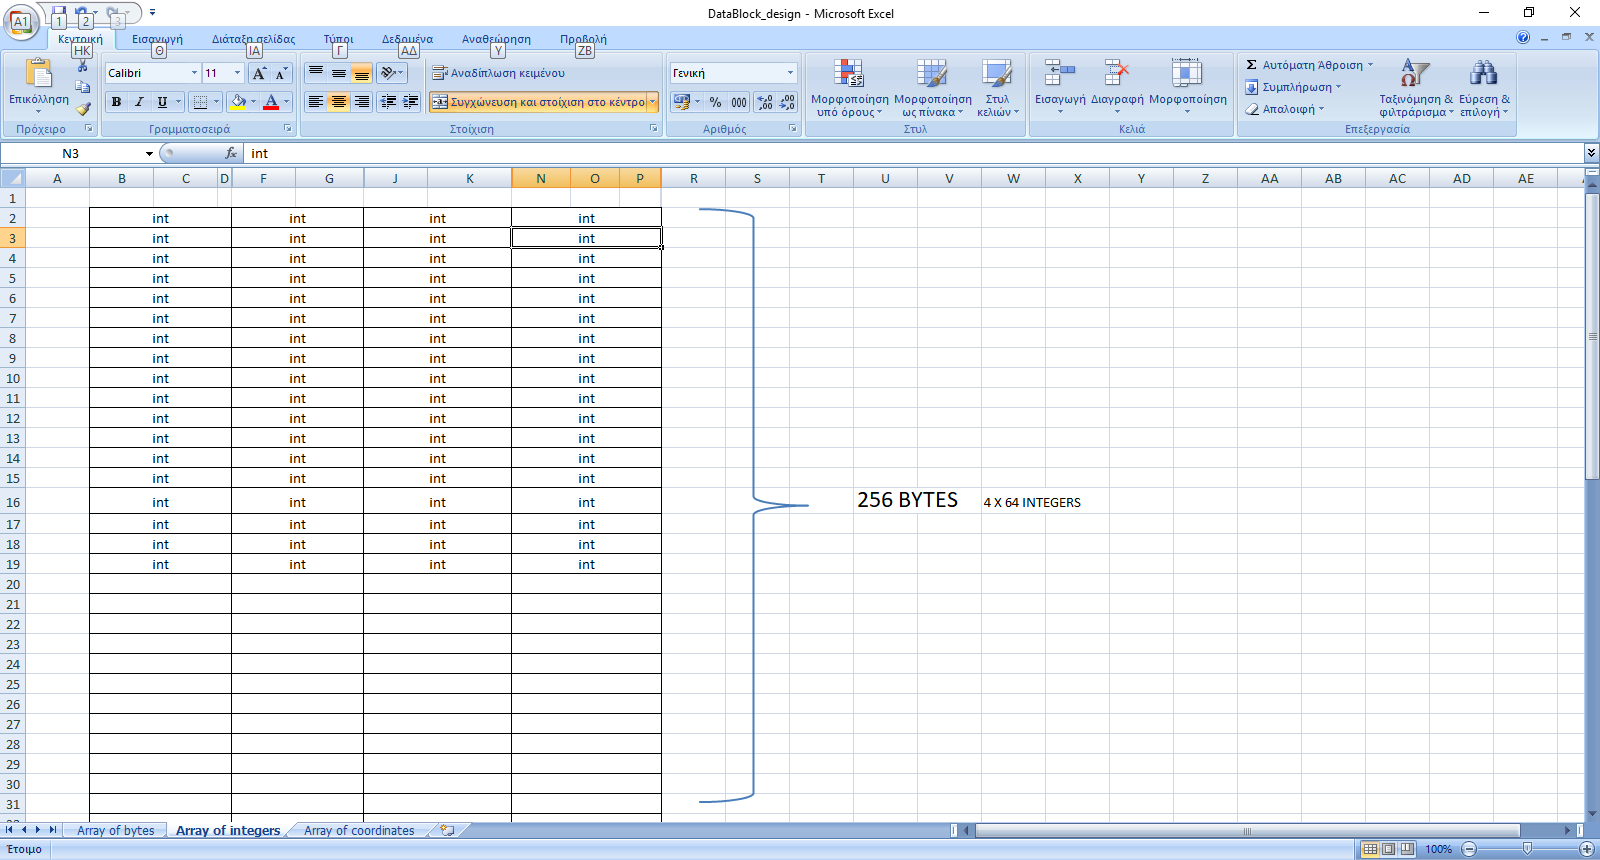 DataBlock_design - Microsoft Excel
A1 1 2 3
Κεντρική Εισαγωγή Διάταξη σελίδας Τύποι Δεδομένα Αναθεώρηση Προβολή
ΗΚ Θ ΙΑ Γ ΑΔ Υ ΖΒ
Επικόλληση
Πρόχειρο
Calibri 11 A A
B I U A
Γραμματοσειρά
Αναδίπλωση κειμένου
Συγχώνευση και στοίχιση στο κέντρο
Στοίχιση
Γενική
% 000
Αριθμός
Μορφοποίηση υπό όρους
Μορφοποίηση ως πίνακα
Στυλ κελιών
Στυλ
Εισαγωγή Διαγραφή Μορφοποίηση
Κελιά
Σ Αυτόματη Άθροιση
Συμπλήρωση
Απαλοιφή
Ταξινόμηση & φιλτράρισμα
Εύρεση & επιλογή
Επεξεργασία
N3 fx int
A B C D F G J K N O P R S T U V W X Y Z AA AB AC AD AE
1
2 int int int int
3 int int int int
4 int int int int
5 int int int int
6 int int int int
7 int int int int
8 int int int int
9 int int int int
10 int int int int
11 int int int int
12 int int int int
13 int int int int
14 int int int int
15 int int int int
16 int int int int 256 BYTES 4 X 64 INTEGERS
17 int int int int
18 int int int int
19 int int int int
20
21
22
23
24
25
26
27
28
29
30
31
Array of bytes Array of integers Array of coordinates
Έτοιμο 100%